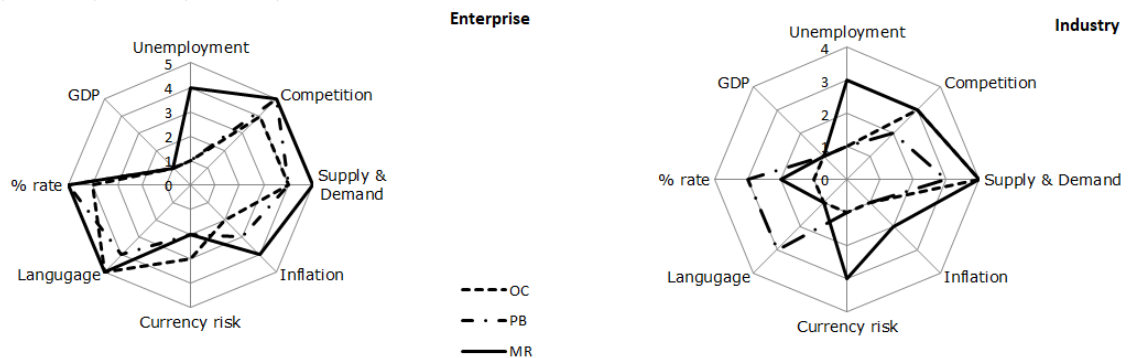 Enterprise
Unemployment
5
4
3
2
1
0
GDP
Competition
% rate
Supply &
Demand
Langugage
Inflation
Currency risk
OC
PB
MR
Industry
Unemployment
4
3
2
1
0
GDP
Competition
% rate
Supply & Demand
Langugage
Inflation
Currency risk